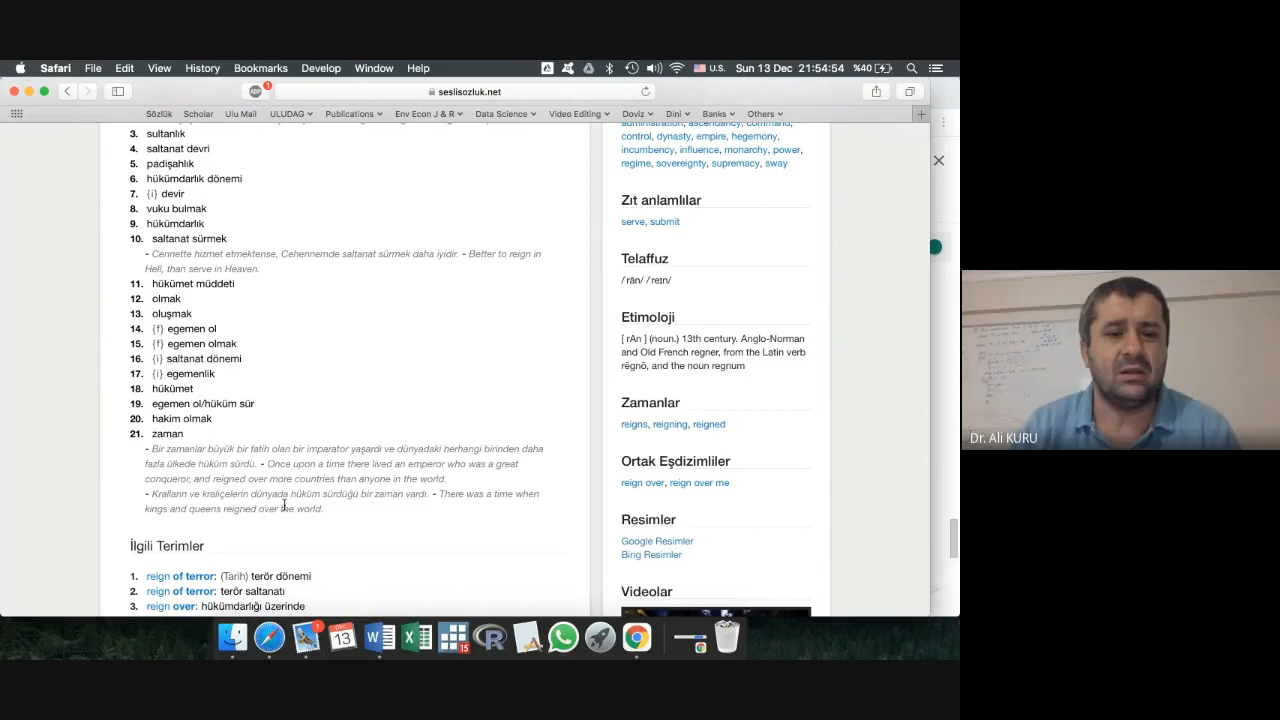 Safari File Edit View History Bookmarks Develop Window Help U.S. Sun 13 Dec 21:54:54 %40
ABP 1 seslisozluk.net
Sözlük Scholar Ulu Mail ULUDAG Publications Env Econ J & R Data Science Video Editing Doviz Dini Banks Others
3. sultanlık
4. saltanat devri
5. padişahlık
6. hükümdarlık dönemi
7. {i} devir
8. vuku bulmak
9. hükümdarlık
10. saltanat sürmek
- Cennette hizmet etmektense, Cehennemde saltanat sürmek daha iyidir. - Better to reign in
Hell, than serve in Heaven.
11. hükümet müddeti
12. olmak
13. oluşmak
14. {f} egemen ol
15. {f} egemen olmak
16. {i} saltanat dönemi
17. {i} egemenlik
18. hükümet
19. egemen ol/hüküm sür
20. hakim olmak
21. zaman
- Bir zamanlar büyük bir fatih olan bir imparator yaşardı ve dünyadaki herhangi birinden daha
fazla ülkede hüküm sürdü. - Once upon a time there lived an emperor who was a great
conqueror, and reigned over more countries than anyone in the world.
- Kralların ve kraliçelerin dünyada hüküm sürdüğü bir zaman vardı. - There was a time when
kings and queens reigned over the world.
İlgili Terimler
1. reign of terror: (Tarih) terör dönemi
2. reign of terror: terör saltanatı
3. reign over: hükümdarlığı üzerinde
administration, ascendancy, command,
control, dynasty, empire, hegemony,
incumbency, influence, monarchy, power,
regime, sovereignty, supremacy, sway
Zıt anlamlılar
serve, submit
Telaffuz
/ˈrān/ /ˈreɪn/
Etimoloji
[ rAn ] (noun.) 13th century. Anglo-Norman
and Old French regner, from the Latin verb
rēgnō, and the noun regnum
Zamanlar
reigns, reigning, reigned
Ortak Eşdizimliler
reign over, reign over me
Resimler
Google Resimler
Bing Resimler
Videolar
1
DEC
13
W
X
15
R
Dr. Ali KURU